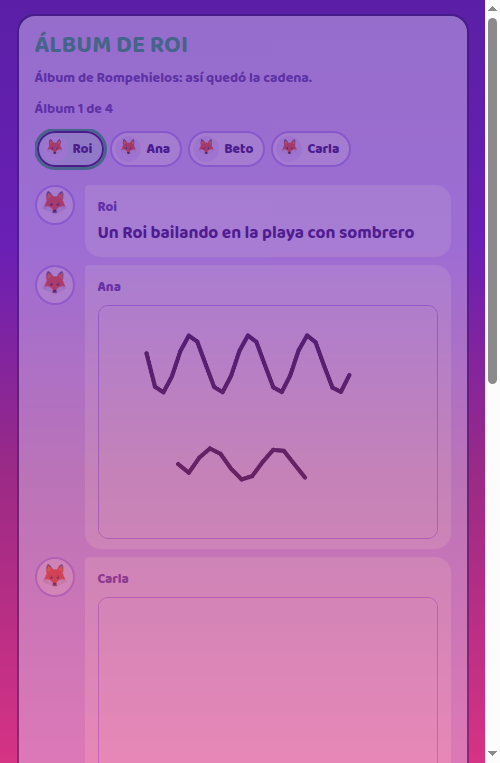 ÁLBUM DE ROI
Álbum de Rompehielos: así quedó la cadena.
Álbum 1 de 4
Roi Ana Beto Carla
Roi
Un Roi bailando en la playa con sombrero
Ana
Carla